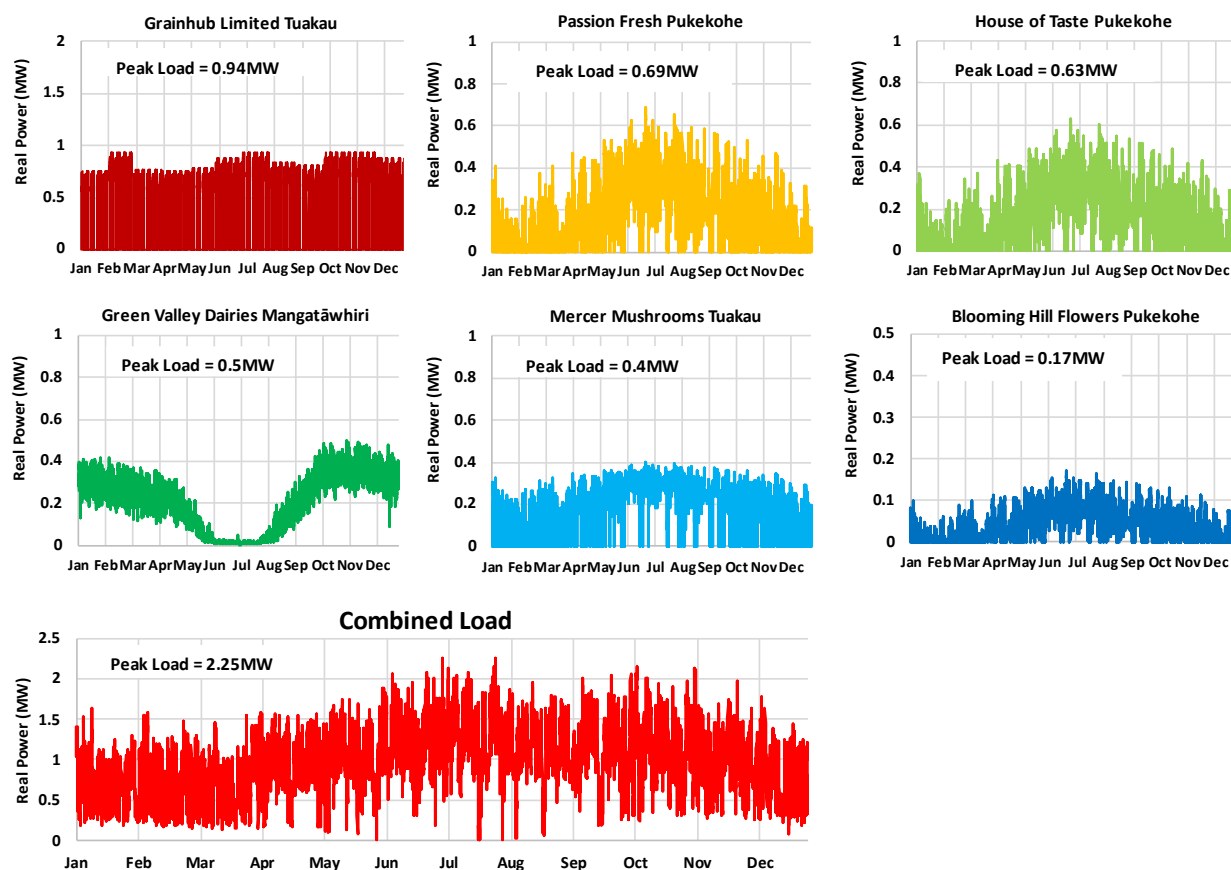 Grainhub Limited Tuakau
Real Power (MW)
2
1.5
1
0.5
0
Peak Load = 0.94MW
Jan Feb Mar Apr May Jun Jul Aug Sep Oct Nov Dec
Passion Fresh Pukekohe
Real Power (MW)
1
0.8
0.6
0.4
0.2
0
Peak Load = 0.69MW
Jan Feb Mar Apr May Jun Jul Aug Sep Oct Nov Dec
House of Taste Pukekohe
Real Power (MW)
1
0.8
0.6
0.4
0.2
0
Peak Load = 0.63MW
Jan Feb Mar Apr May Jun Jul Aug Sep Oct Nov Dec
Green Valley Dairies Mangatāwhiri
Real Power (MW)
1
0.8
0.6
0.4
0.2
0
Peak Load = 0.5MW
Jan Feb Mar Apr May Jun Jul Aug Sep Oct Nov Dec
Mercer Mushrooms Tuakau
Real Power (MW)
1
0.8
0.6
0.4
0.2
0
Peak Load = 0.4MW
Jan Feb Mar Apr May Jun Jul Aug Sep Oct Nov Dec
Blooming Hill Flowers Pukekohe
Real Power (MW)
0.5
0.4
0.3
0.2
0.1
0
Peak Load = 0.17MW
Jan Feb Mar Apr May Jun Jul Aug Sep Oct Nov Dec
Combined Load
Real Power (MW)
2.5
2
1.5
1
0.5
0
Peak Load = 2.25MW
Jan Feb Mar Apr May Jun Jul Aug Sep Oct Nov Dec